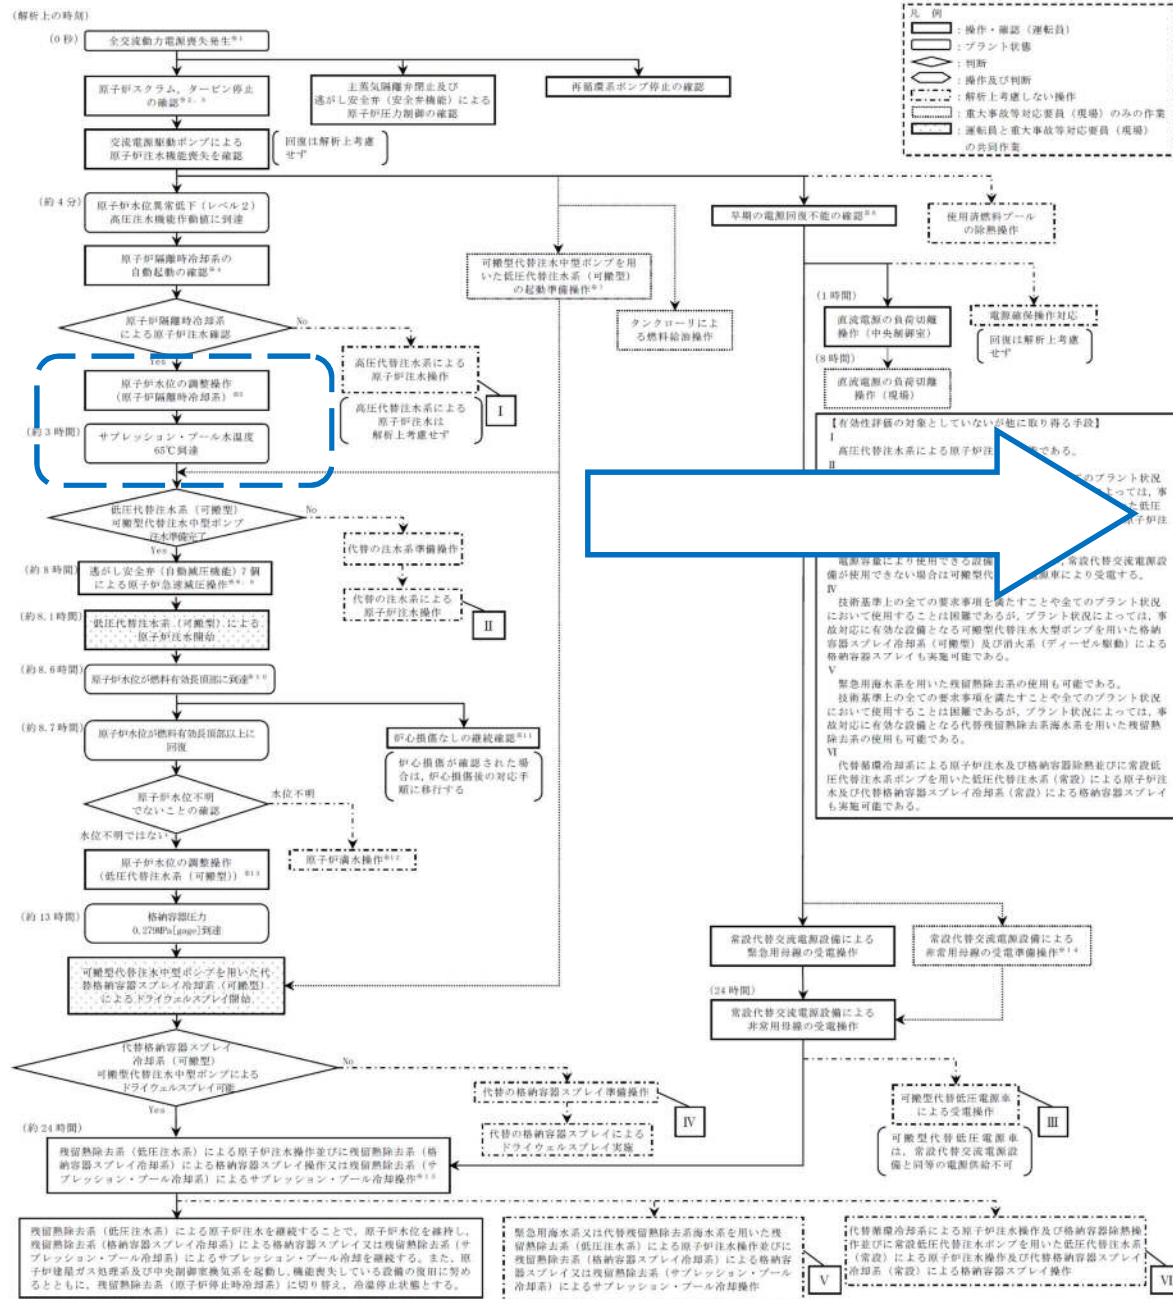 (解析上の時刻)
(0秒)
全交流動力電源喪失発生※1
原子炉スクラム，タービン停止
の確認※2，3
主蒸気隔離弁閉止及び
逃がし安全弁（安全弁機能）による
原子炉圧力制御の確認
再循環系ポンプ停止の確認
交流電源駆動ポンプによる
原子炉注水機能喪失を確認
回復は解析上考慮
せず
凡 例
：操作・確認（運転員）
：プラント状態
：判断
：操作及び判断
：解析上考慮しない操作
：重大事故等対応要員（現場）のみの作業
：運転員と重大事故等対応要員（現場）
の共同作業
(約4分)
原子炉水位異常低下（レベル2）
高圧注水機能作動値に到達
原子炉隔離時冷却系の
自動起動の確認※4
原子炉隔離時冷却系
による原子炉注水確認
No
Yes
高圧代替注水系による
原子炉注水操作
Ⅰ
高圧代替注水系による
原子炉注水は
解析上考慮せず
原子炉水位の調整操作
（原子炉隔離時冷却系）
(約3時間)
サプレッション・プール水温度
65℃到達
可搬型代替注水中型ポンプを用
いた低圧代替注水系（可搬型）
の起動準備操作※7
タンクローリによ
る燃料給油操作
早期の電源回復不能の確認
使用済燃料プール
の除熱操作
(1時間)
直流電源の負荷切離
操作（中央制御室）
電源確保操作対応
回復は解析上考慮
せず
(8時間)
直流電源の負荷切離
操作（現場）
低圧代替注水系（可搬型）
可搬型代替注水中型ポンプ
注水準備完了
No
Yes
代替の注水系準備操作
代替の注水系による
原子炉注水操作
Ⅱ
(約8時間)
逃がし安全弁（自動減圧機能）7個
による原子炉急速減圧操作
(約8.1時間)
低圧代替注水系（可搬型）による
原子炉注水開始
(約8.6時間)
原子炉水位が燃料有効長頂部に到達※10
(約8.7時間)
原子炉水位が燃料有効長頂部以上に
回復
炉心損傷なしの継続確認※11
炉心損傷が確認された場
合は，炉心損傷後の対応手
順に移行する
原子炉水位不明
でないことの確認
水位不明
水位不明ではない
原子炉満水操作※12
原子炉水位の調整操作
（低圧代替注水系（可搬型））※13
(約13時間)
格納容器圧力
0.279MPa[gage]到達
可搬型代替注水中型ポンプを用いた代
替格納容器スプレイ冷却系（可搬型）
によるドライウェルスプレイ開始
代替格納容器スプレイ
冷却系（可搬型）
可搬型代替注水中型ポンプによる
ドライウェルスプレイ可能
No
Yes
代替の格納容器スプレイ準備操作
代替の格納容器スプレイによる
ドライウェルスプレイ実施
Ⅳ
【有効性評価の対象としていないが他に取り得る手段】
Ⅰ
高圧代替注水系による原子炉注
能である。
Ⅱ
のプラント状況
よっては，事
た低圧
原子炉注
電源容量により使用できる設備
，常設代替交流電源設
備が使用できない場合は可搬型代
電源車により受電する。
Ⅳ
技術基準上の全ての要求事項を満たすことや全てのプラント状況
において使用することは困難であるが，プラント状況によっては，事
故対応に有効な設備となる可搬型代替注水大型ポンプを用いた格納
容器スプレイ冷却系（可搬型）及び消火系（ディーゼル駆動）による
格納容器スプレイも実施可能である。
Ⅴ
緊急用海水系を用いた残留熱除去系の使用も可能である。
技術基準上の全ての要求事項を満たすことや全てのプラント状況
において使用することは困難であるが，プラント状況によっては，事
故対応に有効な設備となる代替残留熱除去系海水系を用いた残留熱
除去系の使用も可能である。
Ⅵ
代替循環冷却系による原子炉注水及び格納容器除熱並びに常設低
圧代替注水系ポンプを用いた低圧代替注水系（常設）による原子炉注
水及び代替格納容器スプレイ冷却系（常設）による格納容器スプレイ
も実施可能である。
常設代替交流電源設備による
緊急用母線の受電操作
常設代替交流電源設備による
非常用母線の受電準備操作※14
(24時間)
常設代替交流電源設備による
非常用母線の受電操作
可搬型代替低圧電源車
による受電操作
Ⅲ
可搬型代替低圧電源車
は，常設代替交流電源設
備と同等の電源供給不可
(約24時間)
残留熱除去系（低圧注水系）による原子炉注水操作並びに残留熱除去系（格
納容器スプレイ冷却系）による格納容器スプレイ操作又は残留熱除去系（サ
プレッション・プール冷却系）によるサプレッション・プール冷却操作※15
残留熱除去系（低圧注水系）による原子炉注水を継続することで，原子炉水位を維持し，
残留熱除去系（格納容器スプレイ冷却系）による格納容器スプレイ又は残留熱除去系（サ
プレッション・プール冷却系）によるサプレッション・プール冷却を継続する。また，原
子炉建屋ガス処理系及び中央制御室換気系を起動し，機能喪失している設備の復旧に努め
るとともに，残留熱除去系（原子炉停止時冷却系）に切り替え，冷温停止状態とする。
緊急用海水系又は代替残留熱除去系海水系を用いた残
留熱除去系（低圧注水系）による原子炉注水操作並びに
残留熱除去系（格納容器スプレイ冷却系）による格納容
器スプレイ又は残留熱除去系（サプレッション・プール
冷却系）によるサプレッション・プール冷却操作
Ⅴ
代替循環冷却系による原子炉注水操作及び格納容器除熱操
作並びに常設低圧代替注水ポンプを用いた低圧代替注水系
（常設）による原子炉注水操作及び代替格納容器スプレイ
冷却系（常設）による格納容器スプレイ操作
Ⅵ